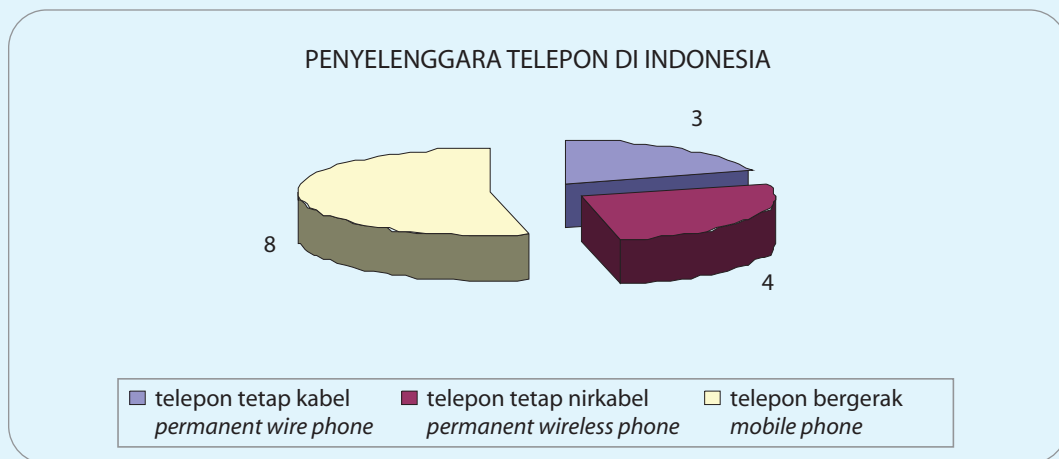 PENYELENGGARA TELEPON DI INDONESIA
3
8
4
telepon tetap kabel
permanent wire phone
telepon tetap nirkabel
permanent wireless phone
telepon bergerak
mobile phone